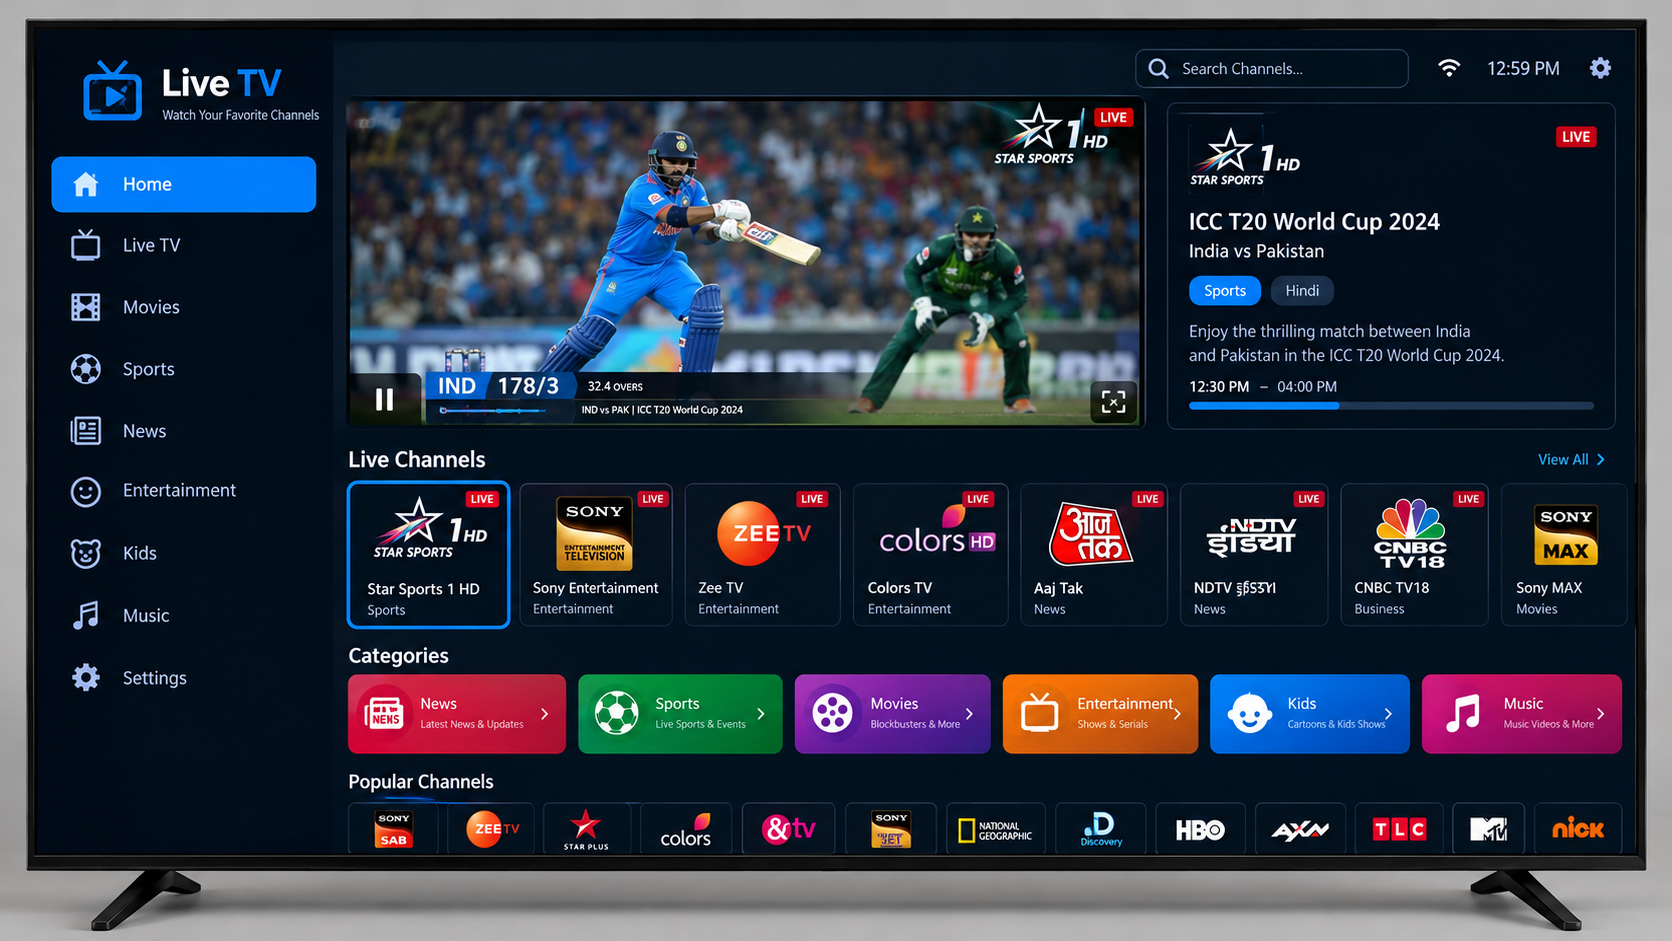 Live TV
Watch Your Favorite Channels
Search Channels...
12:59 PM
Home
Live TV
Movies
Sports
News
Entertainment
Kids
Music
Settings
LIVE
STAR SPORTS 1 HD
IND 178/3 32.4 OVERS
IND vs PAK | ICC T20 World Cup 2024
STAR SPORTS 1 HD
LIVE
ICC T20 World Cup 2024
India vs Pakistan
Sports Hindi
Enjoy the thrilling match between India
and Pakistan in the ICC T20 World Cup 2024.
12:30 PM – 04:00 PM
Live Channels
View All
LIVE
STAR SPORTS 1 HD
Star Sports 1 HD
Sports
LIVE
SONY
ENTERTAINMENT
TELEVISION
Sony Entertainment
Entertainment
LIVE
ZEE TV
Zee TV
Entertainment
LIVE
colors HD
Colors TV
Entertainment
LIVE
आज
तक
Aaj Tak
News
LIVE
NDTV
इंडिया
NDTV
News
LIVE
CNBC
TV18
CNBC TV18
Business
SONY
MAX
Sony MAX
Movies
Categories
NEWS
News
Latest News & Updates
Sports
Live Sports & Events
Movies
Blockbusters & More
Entertainment
Shows & Serials
Kids
Cartoons & Kids Shows
Music
Music Videos & More
Popular Channels
SONY
SAB
ZEE TV
STAR PLUS
colors
&tv
SONY
NATIONAL
GEOGRAPHIC
Discovery
HBO
AXN
TLC
MTV
nick